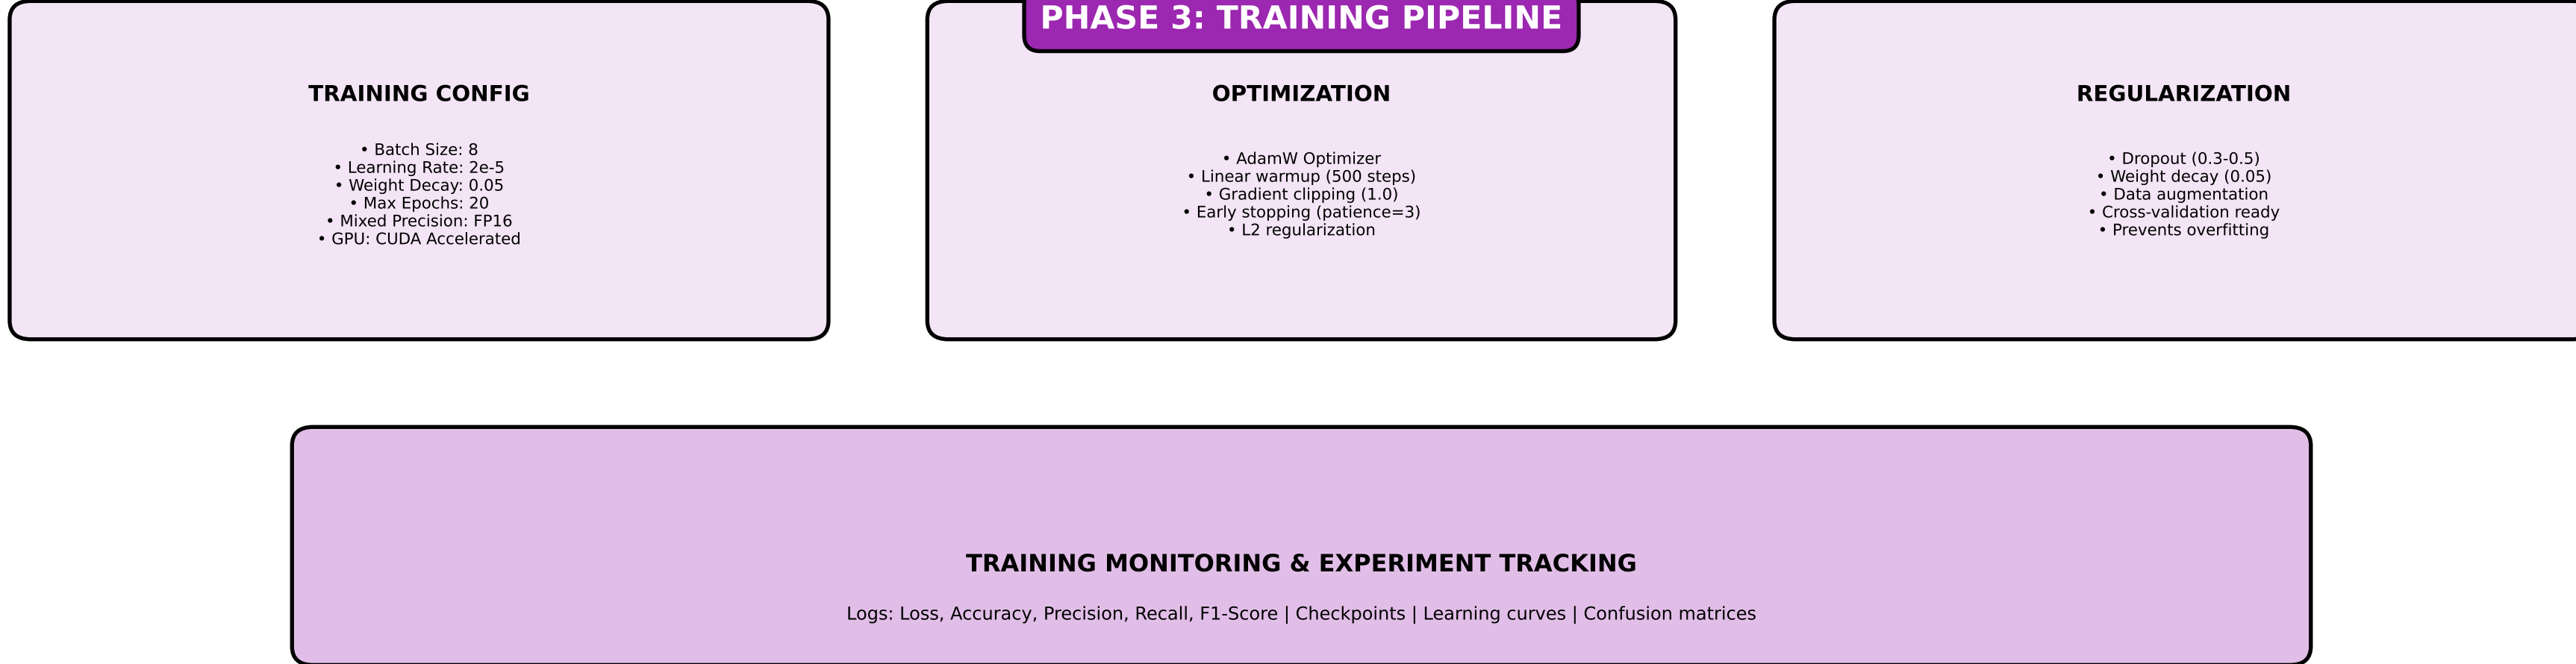 PHASE 3: TRAINING PIPELINE
TRAINING CONFIG
• Batch Size: 8
• Learning Rate: 2e-5
• Weight Decay: 0.05
• Max Epochs: 20
• Mixed Precision: FP16
• GPU: CUDA Accelerated
OPTIMIZATION
• AdamW Optimizer
• Linear warmup (500 steps)
• Gradient clipping (1.0)
• Early stopping (patience=3)
• L2 regularization
REGULARIZATION
• Dropout (0.3-0.5)
• Weight decay (0.05)
• Data augmentation
• Cross-validation ready
• Prevents overfitting
TRAINING MONITORING & EXPERIMENT TRACKING
Logs: Loss, Accuracy, Precision, Recall, F1-Score | Checkpoints | Learning curves | Confusion matrices